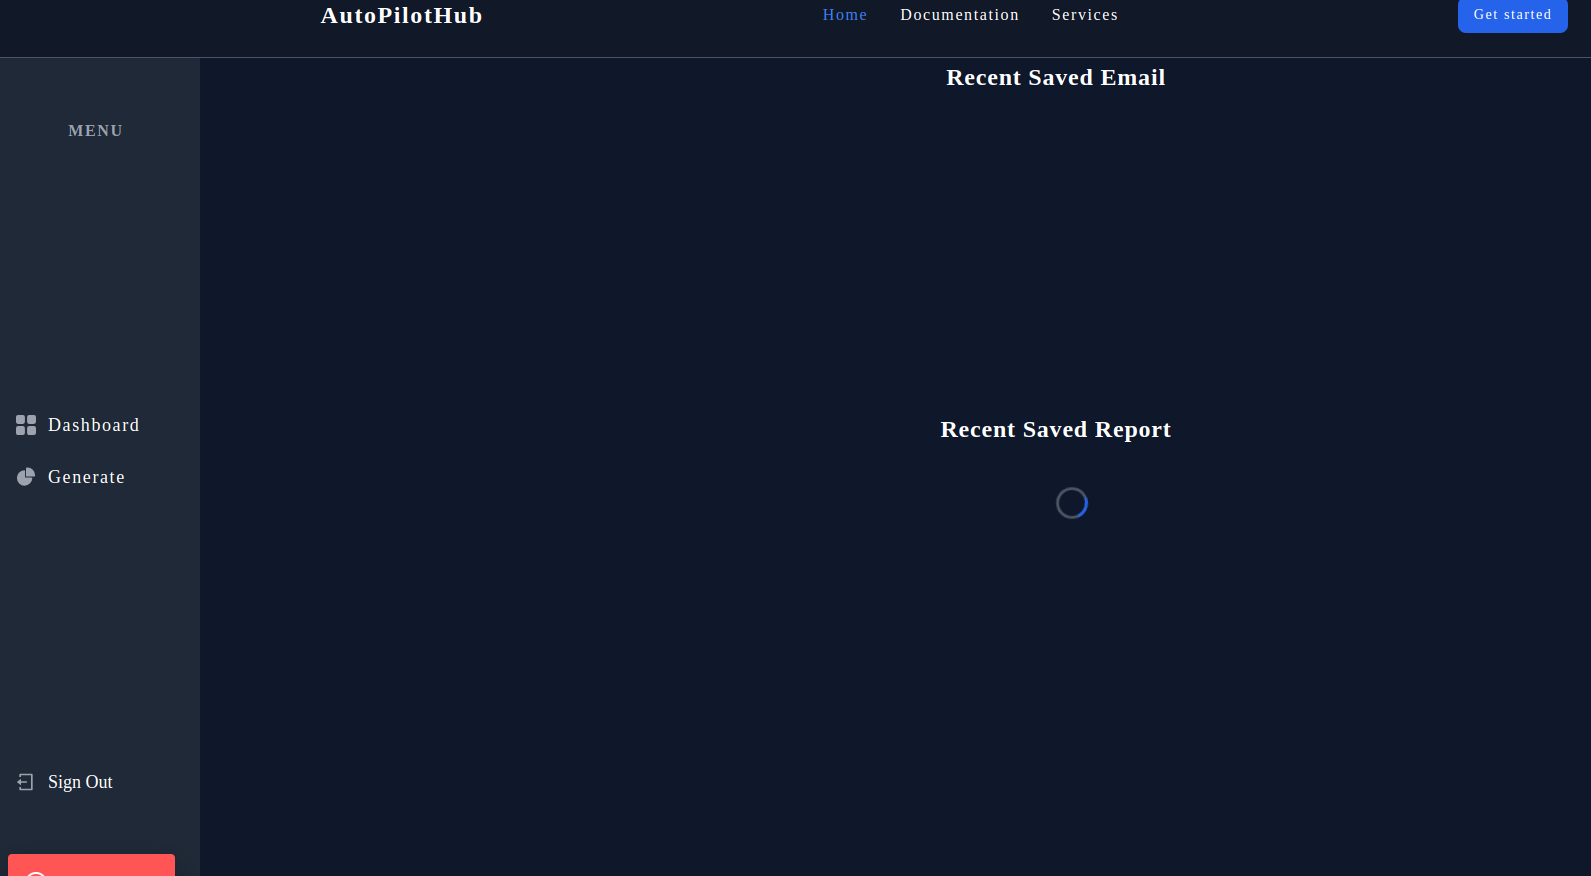 AutoPilotHub
Home Documentation Services
Get started
MENU
Dashboard
Generate
Sign Out
Recent Saved Email
Recent Saved Report